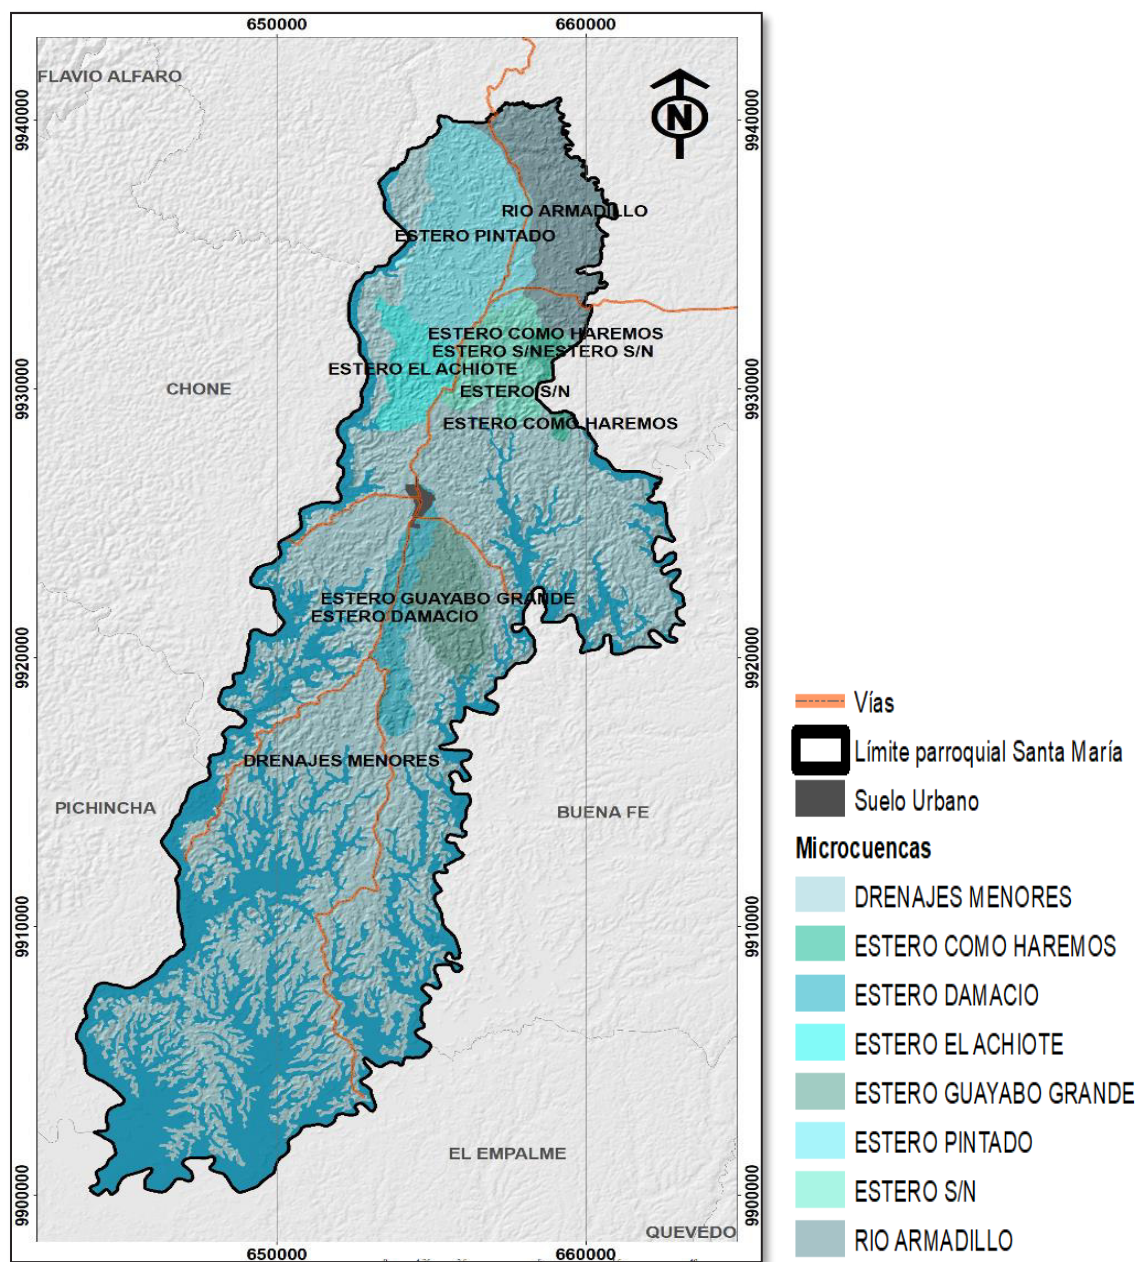 650000
660000
FLAVIO ALFARO
9940000
9940000
N
RIO ARMADILLO
ESTERO PINTADO
ESTERO COMO HAREMOS
ESTERO S/NESTERO S/N
ESTERO EL ACHIOTE
CHONE
9930000
9930000
ESTERO S/N
ESTERO COMO HAREMOS
ESTERO GUAYABO GRANDE
ESTERO DAMACIO
9920000
9920000
DRENAJES MENORES
PICHINCHA
BUENA FE
9910000
9910000
EL EMPALME
9900000
9900000
QUEVEDO
650000
660000
Vías
Límite parroquial Santa María
Suelo Urbano
Microcuencas
DRENAJES MENORES
ESTERO COMO HAREMOS
ESTERO DAMACIO
ESTERO EL ACHIOTE
ESTERO GUAYABO GRANDE
ESTERO PINTADO
ESTERO S/N
RIO ARMADILLO